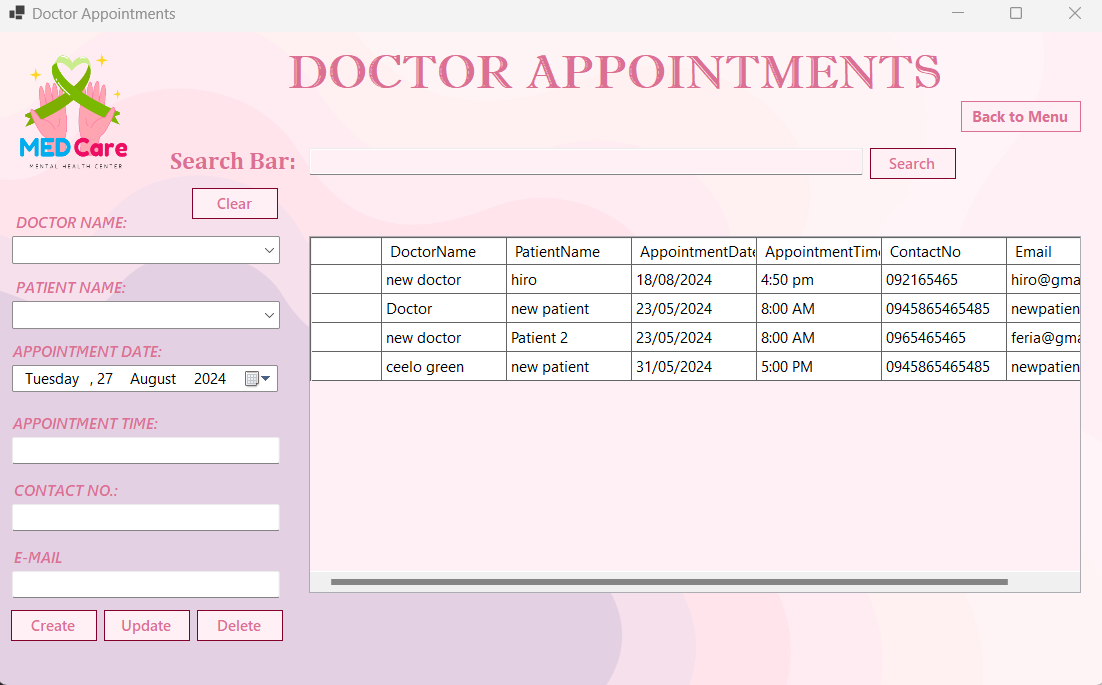 Doctor Appointments
DOCTOR APPOINTMENTS
MED Care
MENTAL HEALTH CENTER
Back to Menu
Search Bar:
Search
Clear
DOCTOR NAME:
PATIENT NAME:
APPOINTMENT DATE:
Tuesday , 27 August 2024
APPOINTMENT TIME:
CONTACT NO.:
E-MAIL
Create Update Delete
DoctorName PatientName AppointmentDate AppointmentTime ContactNo Email
new doctor hiro 18/08/2024 4:50 pm 092165465 hiro@gma
Doctor new patient 23/05/2024 8:00 AM 0945865465485 newpatien
new doctor Patient 2 23/05/2024 8:00 AM 0965465465 feria@gma
ceelo green new patient 31/05/2024 5:00 PM 0945865465485 newpatien